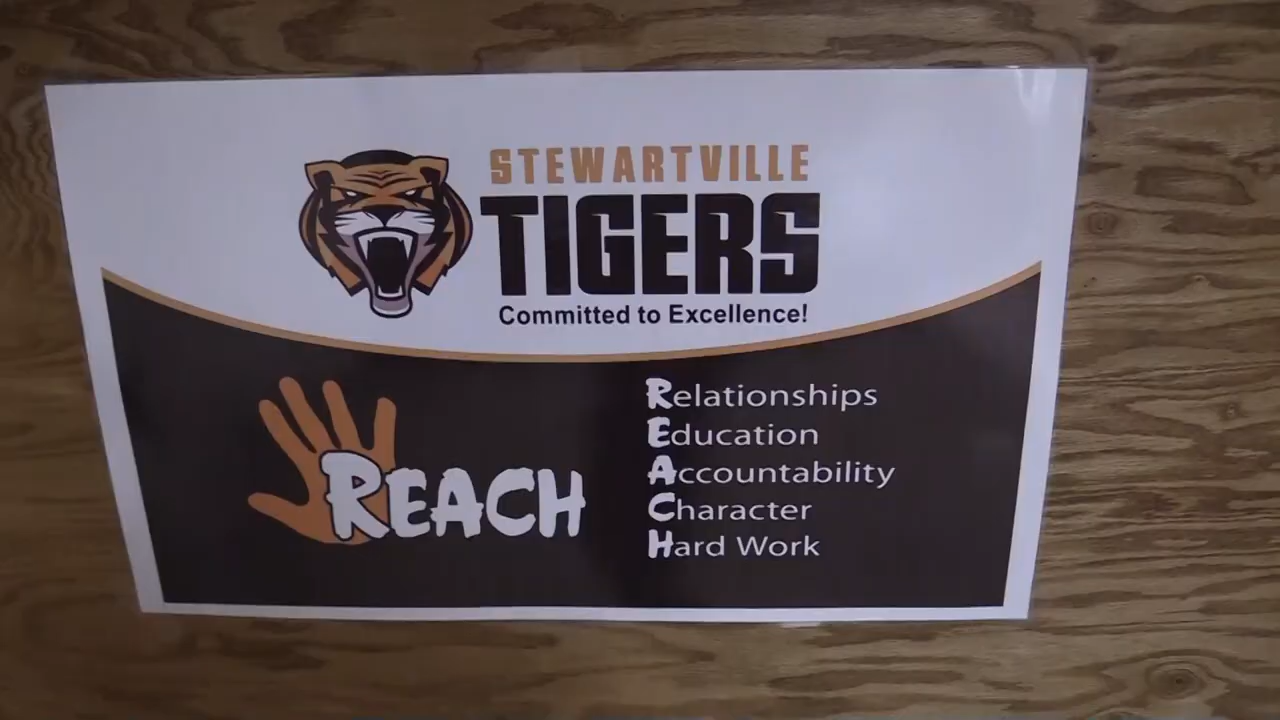 STEWARTVILLE
TIGERS
Committed to Excellence!
REACH
Relationships
Education
Accountability
Character
Hard Work